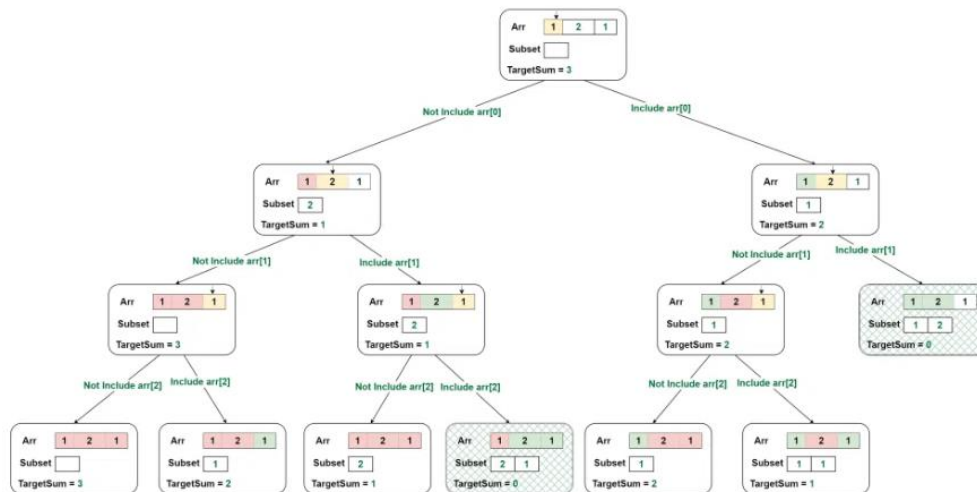 Arr 1 2 1
Subset
TargetSum = 3
Not Include arr[0]
Include arr[0]
Arr 1 2 1
Subset 2
TargetSum = 1
Arr 1 2 1
Subset 1
TargetSum = 2
Not Include arr[1]
Include arr[1]
Not Include arr[1]
Include arr[1]
Arr 1 2 1
Subset
TargetSum = 3
Arr 1 2 1
Subset 2
TargetSum = 1
Arr 1 2 1
Subset 1
TargetSum = 2
Arr 1 2 1
Subset 1 2
TargetSum = 0
Not Include arr[2]
Include arr[2]
Not Include arr[2]
Include arr[2]
Not Include arr[2]
Include arr[2]
Arr 1 2 1
Subset
TargetSum = 3
Arr 1 2 1
Subset 1
TargetSum = 2
Arr 1 2 1
Subset 2
TargetSum = 1
Arr 1 2 1
Subset 2 1
TargetSum = 0
Arr 1 2 1
Subset 1
TargetSum = 2
Arr 1 2 1
Subset 1 1
TargetSum = 1